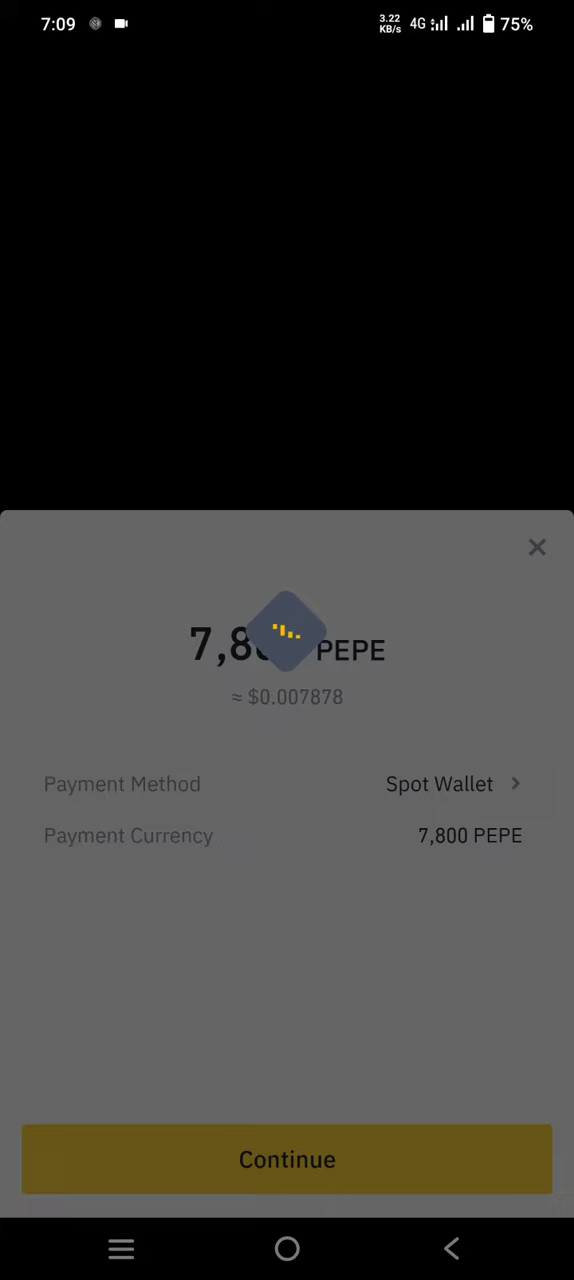 7:09
3.22
KB/s
4G
75%
7,8 PEPE
≈ $0.007878
Payment Method
Spot Wallet
Payment Currency
7,800 PEPE
Continue